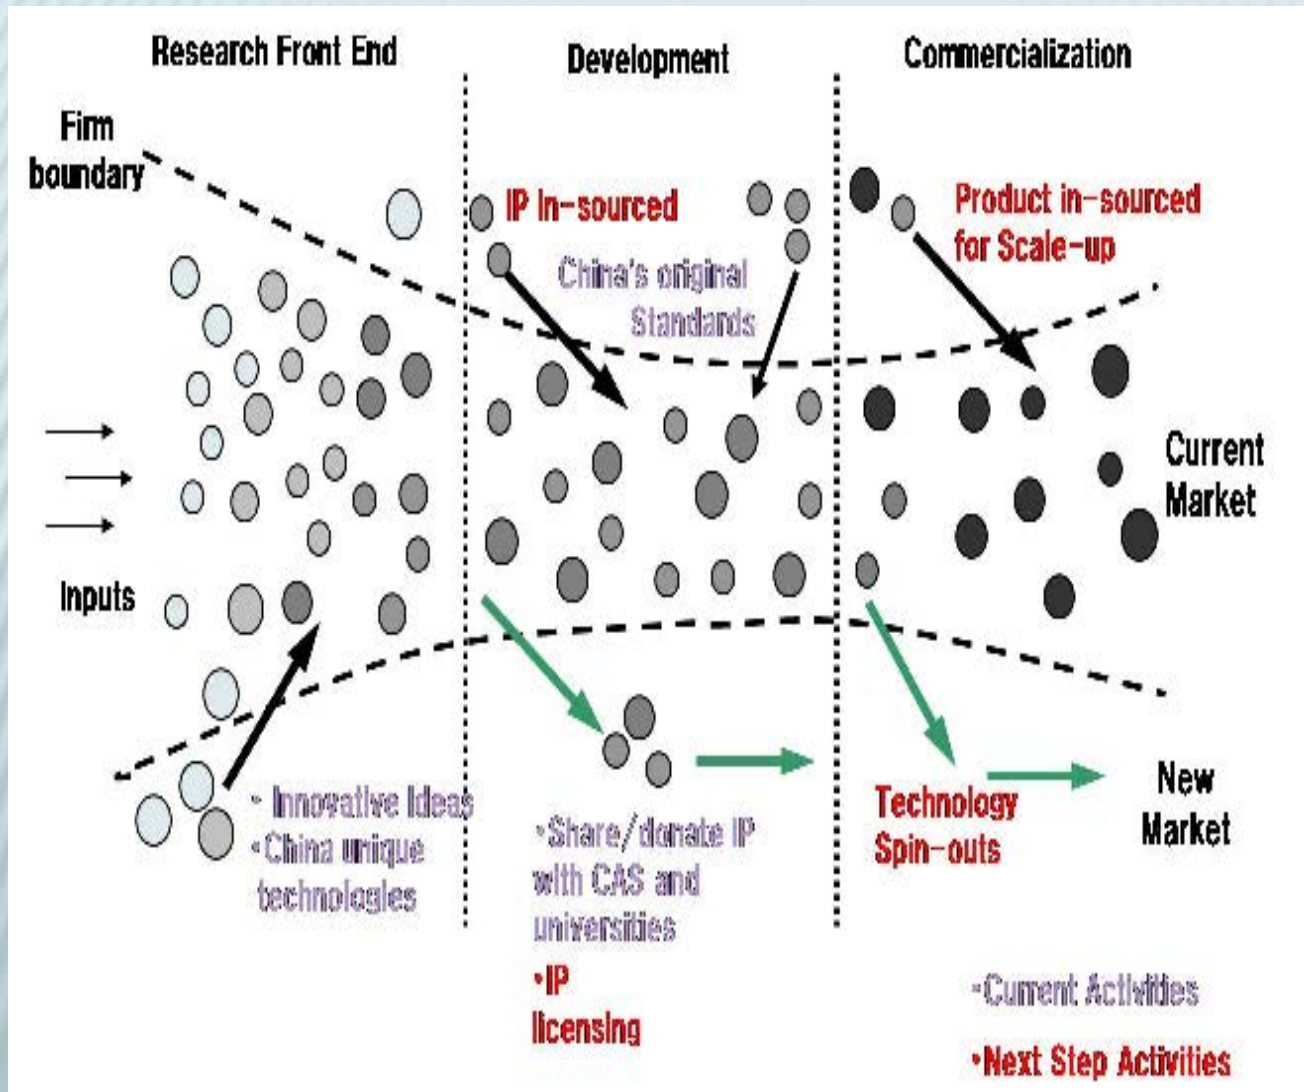 Research Front End
Development
Commercialization
Firm
boundary
IP In-sourced
China's original
Standards
Product in-sourced
for Scale-up
Current
Market
Inputs
• Innovative Ideas
•China unique
technologies
•Share/donate IP
with CAS and
universities
•IP
licensing
Technology
Spin-outs
New
Market
•Current Activities
•Next Step Activities